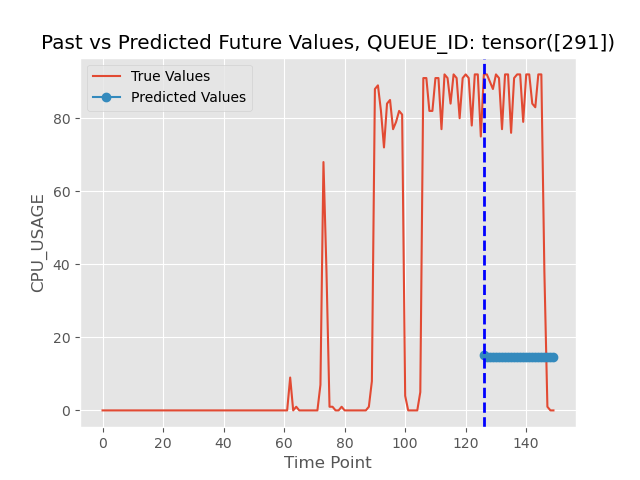 Past vs Predicted Future Values, QUEUE_ID: tensor([291])
True Values
Predicted Values
CPU_USAGE
80
60
40
20
0
0 20 40 60 80 100 120 140
Time Point